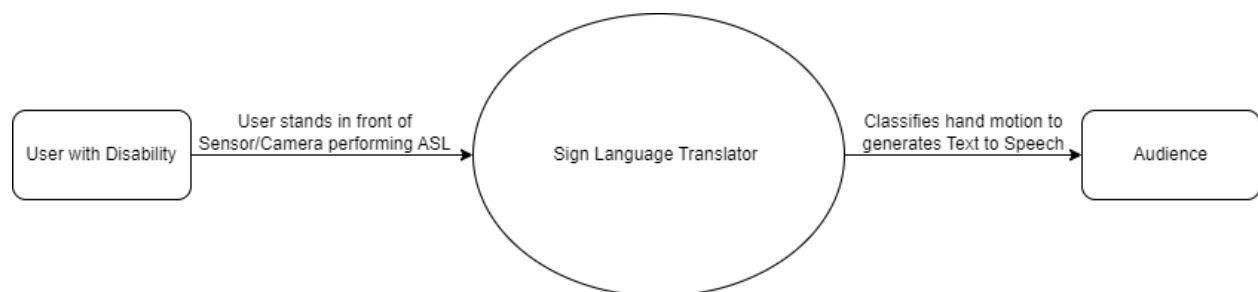 User with Disability
User stands in front of
Sensor/Camera performing ASL
Sign Language Translator
Classifies hand motion to
generates Text to Speech
Audience